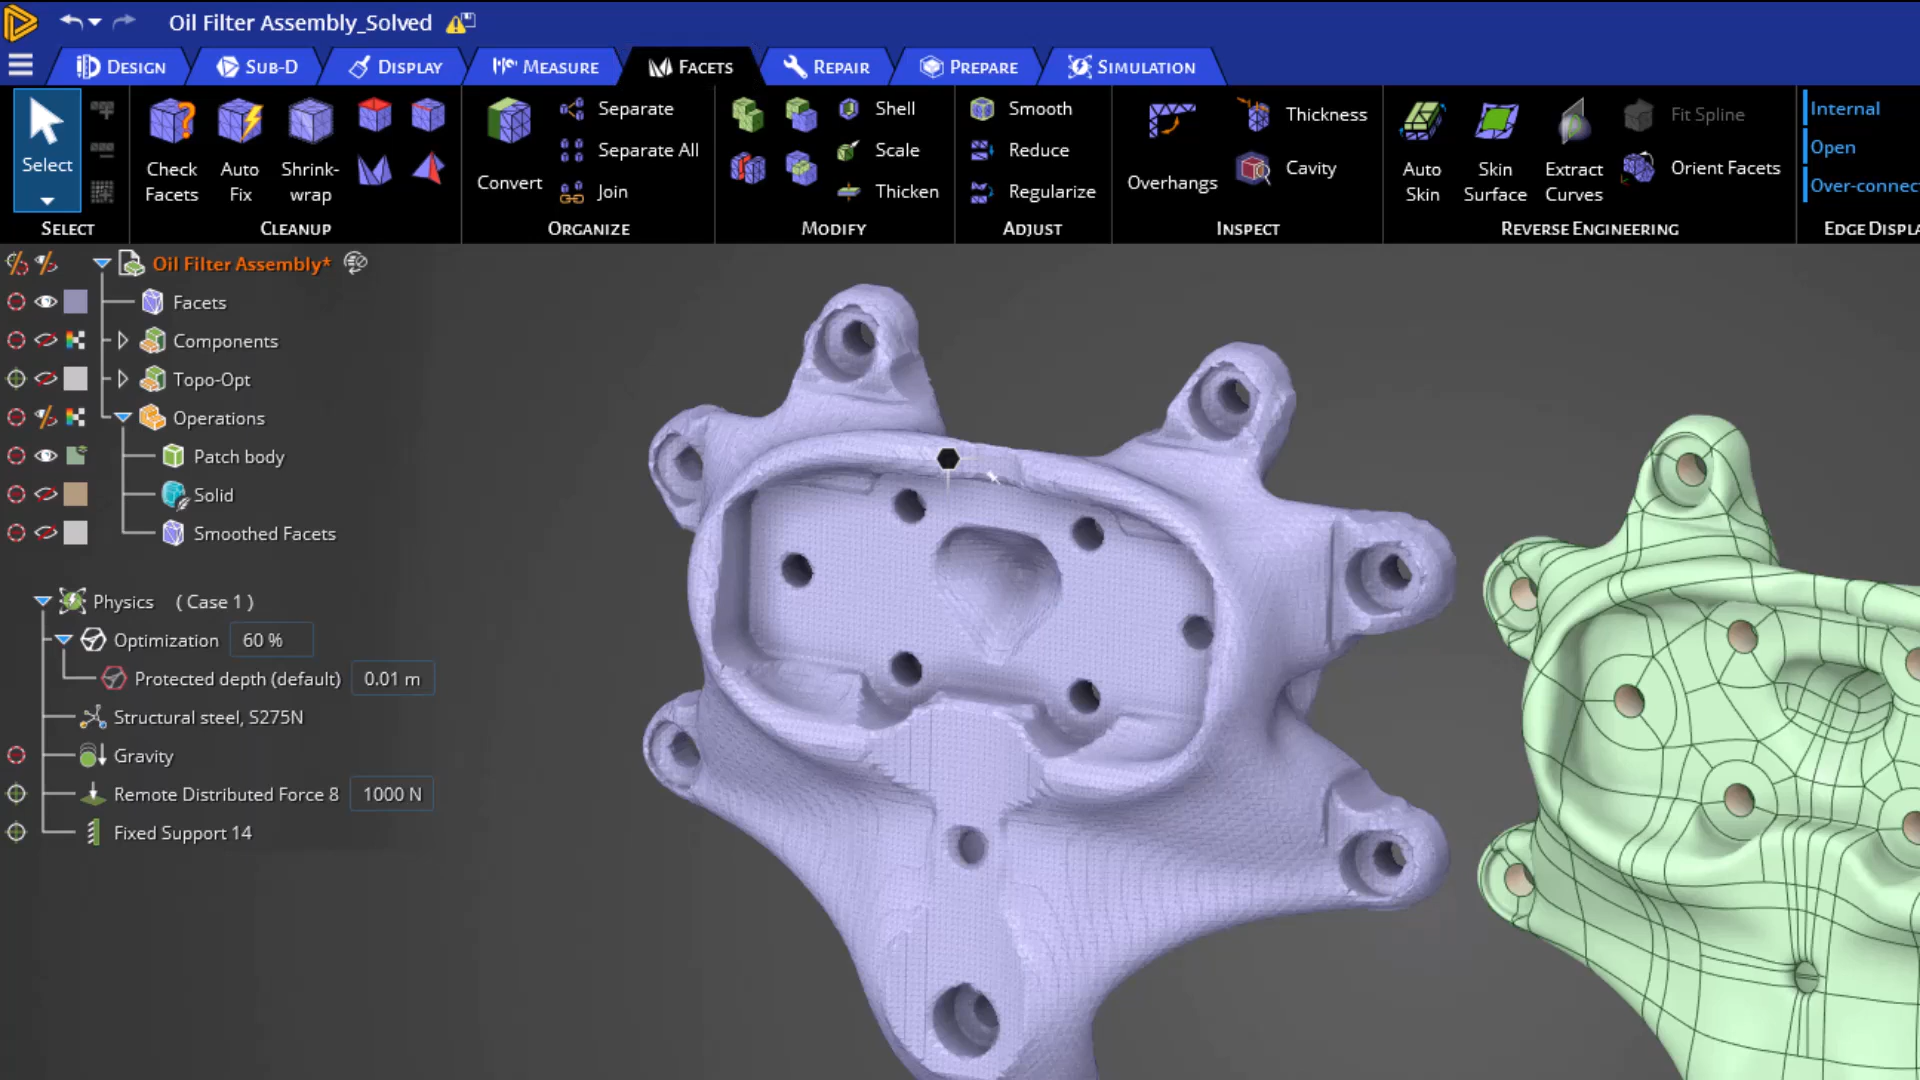 Oil Filter Assembly_Solved
DESIGN
SUB-D
DISPLAY
MEASURE
FACETS
REPAIR
PREPARE
SIMULATION
Select
SELECT
Check Facets
Auto Fix
Shrink-wrap
CLEANUP
Convert
Separate
Separate All
Join
ORGANIZE
Shell
Scale
Thicken
MODIFY
Smooth
Reduce
Regularize
ADJUST
Overhangs
Thickness
Cavity
INSPECT
Auto Skin
Skin Surface
Extract Curves
Fit Spline
Orient Facets
REVERSE ENGINEERING
Internal
Open
Over-connec
EDGE DISPLA
Oil Filter Assembly*
Facets
Components
Topo-Opt
Operations
Patch body
Solid
Smoothed Facets
Physics ( Case 1 )
Optimization 60 %
Protected depth (default) 0.01 m
Structural steel, S275N
Gravity
Remote Distributed Force 8 1000 N
Fixed Support 14